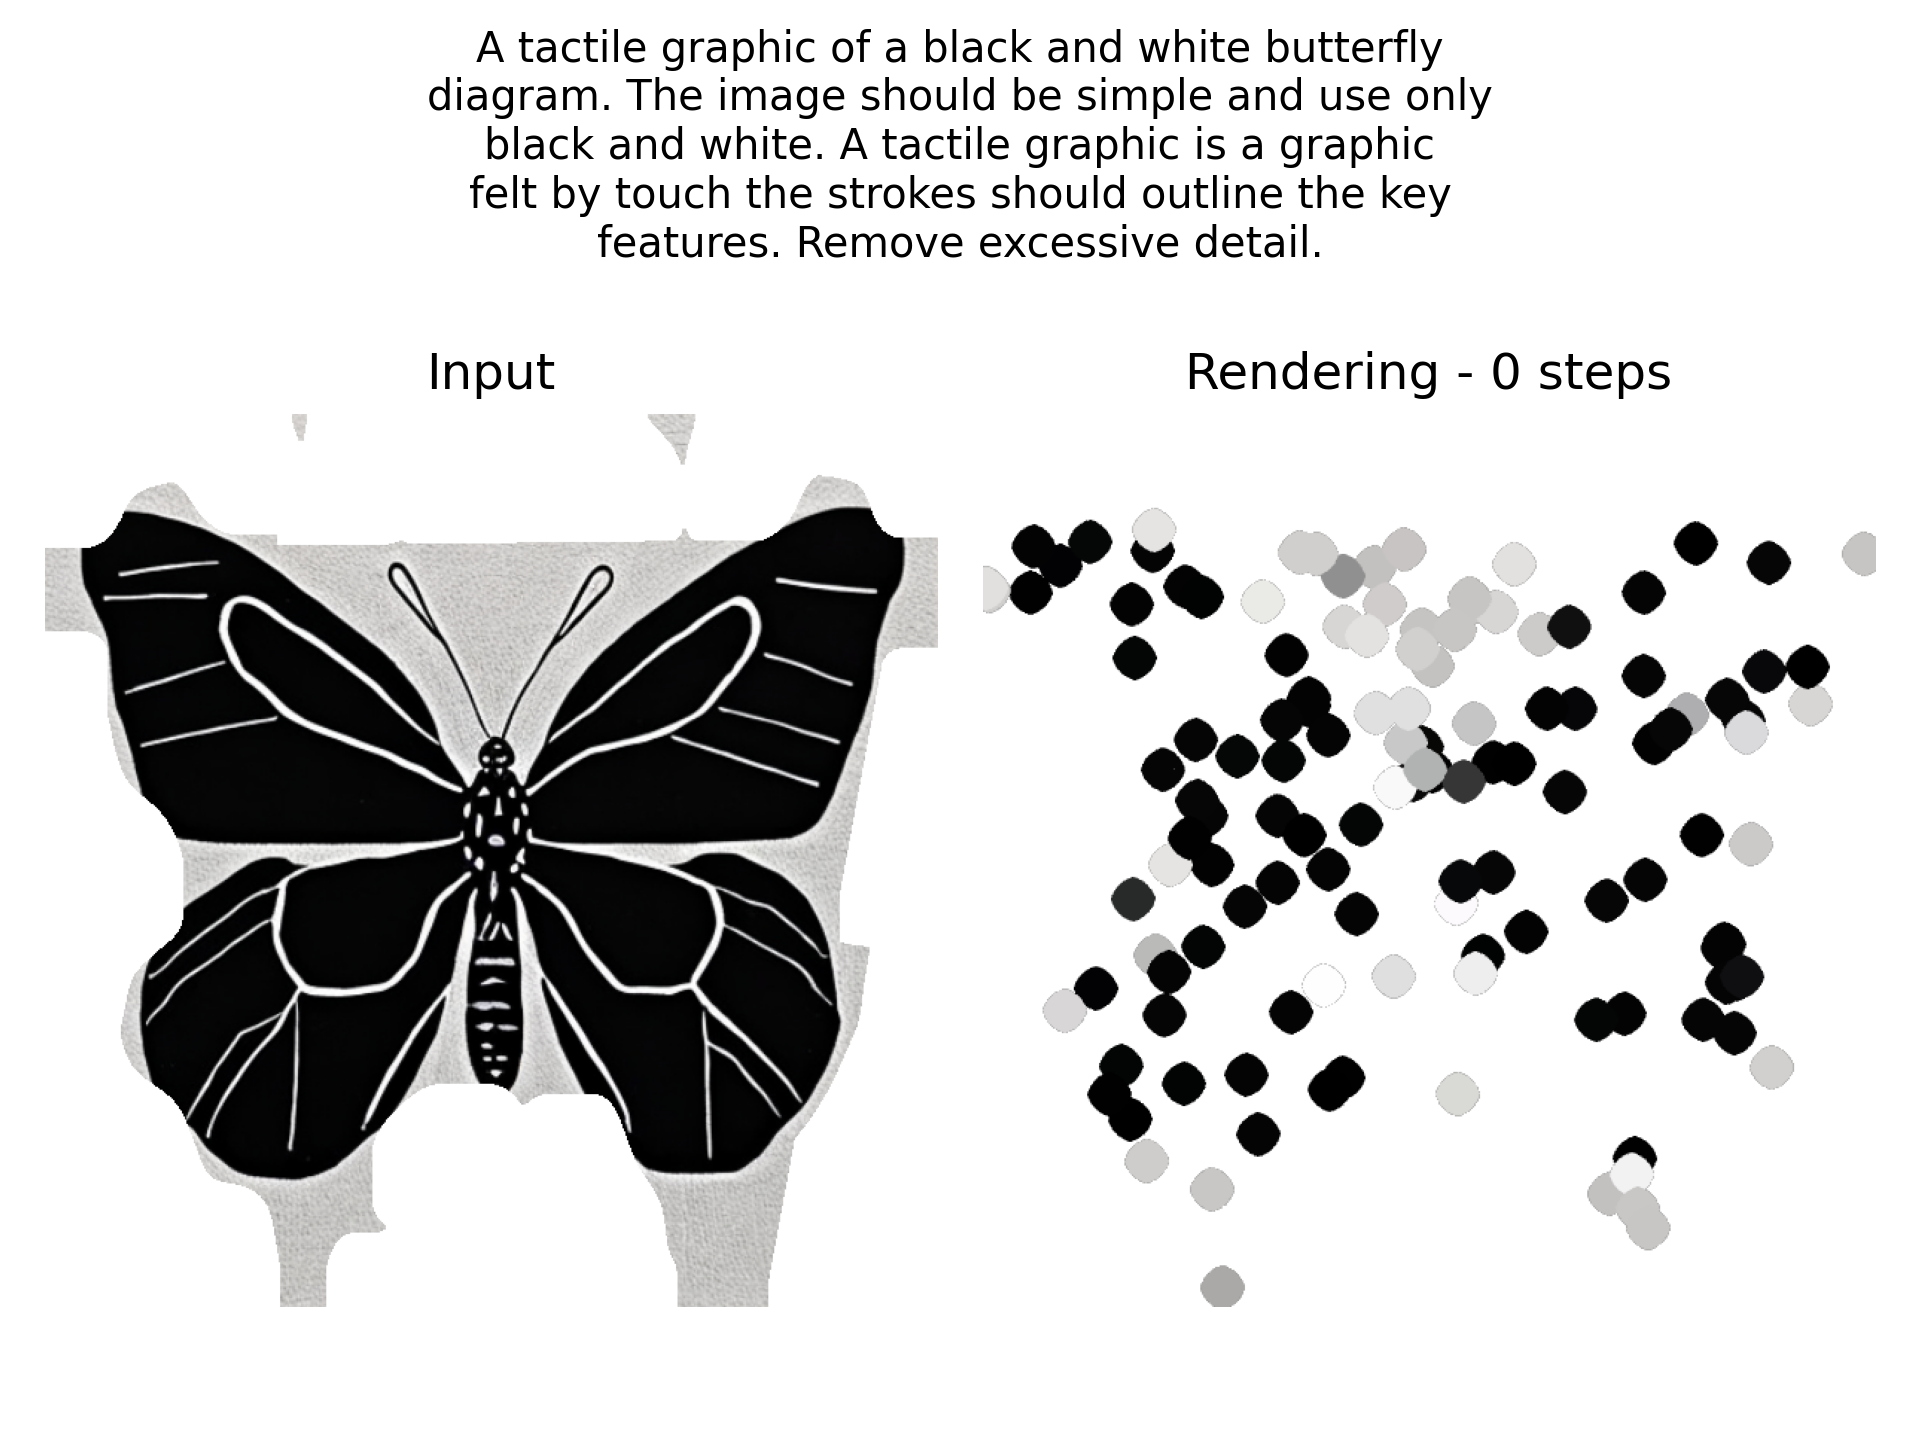 A tactile graphic of a black and white butterfly
diagram. The image should be simple and use only
black and white. A tactile graphic is a graphic
felt by touch the strokes should outline the key
features. Remove excessive detail.
Input
Rendering - 0 steps